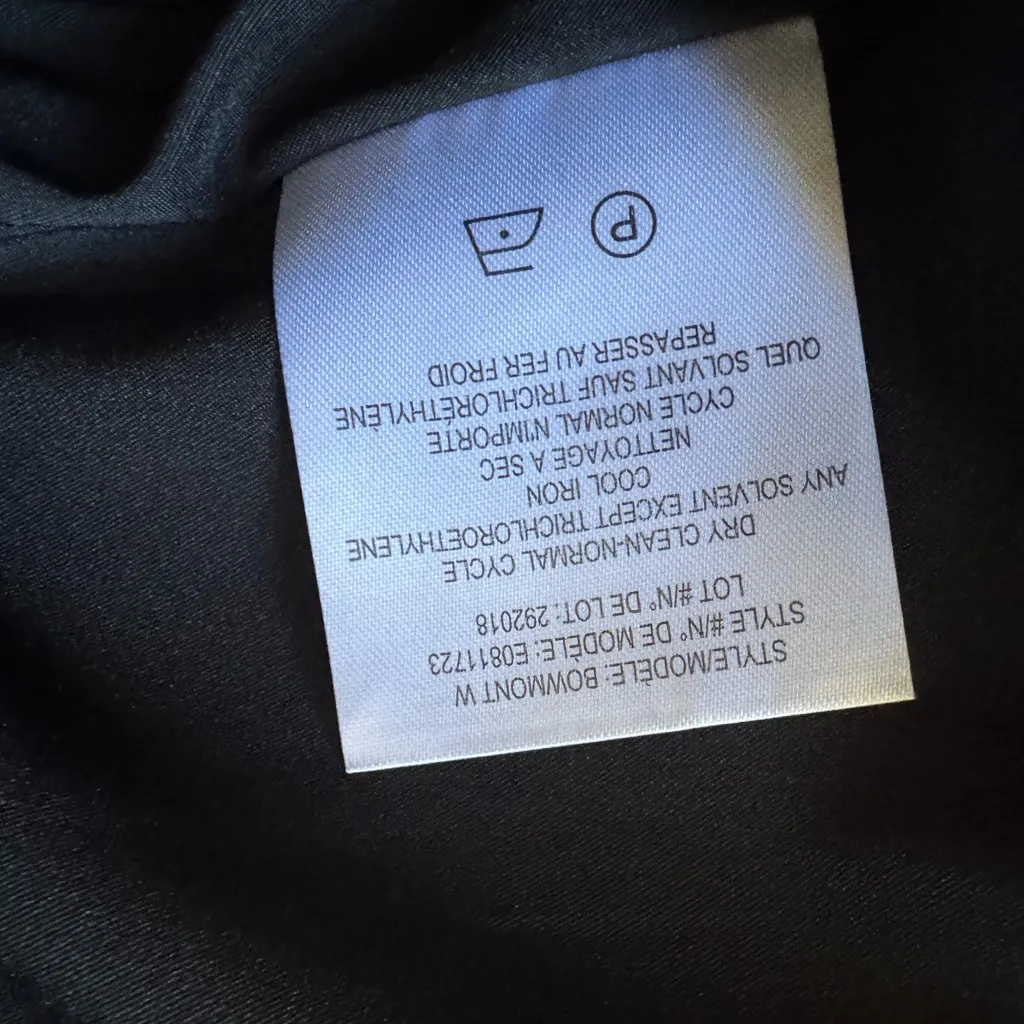 STYLE/MODÈLE: BOWMONT W
STYLE #/N° DE MODÈLE: E0811723
LOT #/N° DE LOT: 292018
DRY CLEAN-NORMAL CYCLE
ANY SOLVENT EXCEPT TRICHLOROETHYLENE
COOL IRON
NETTOYAGE A SEC
CYCLE NORMAL N'IMPORTE
QUEL SOLVANT SAUF TRICHLORÉTHYLÈNE
REPASSER AU FER FROID
P